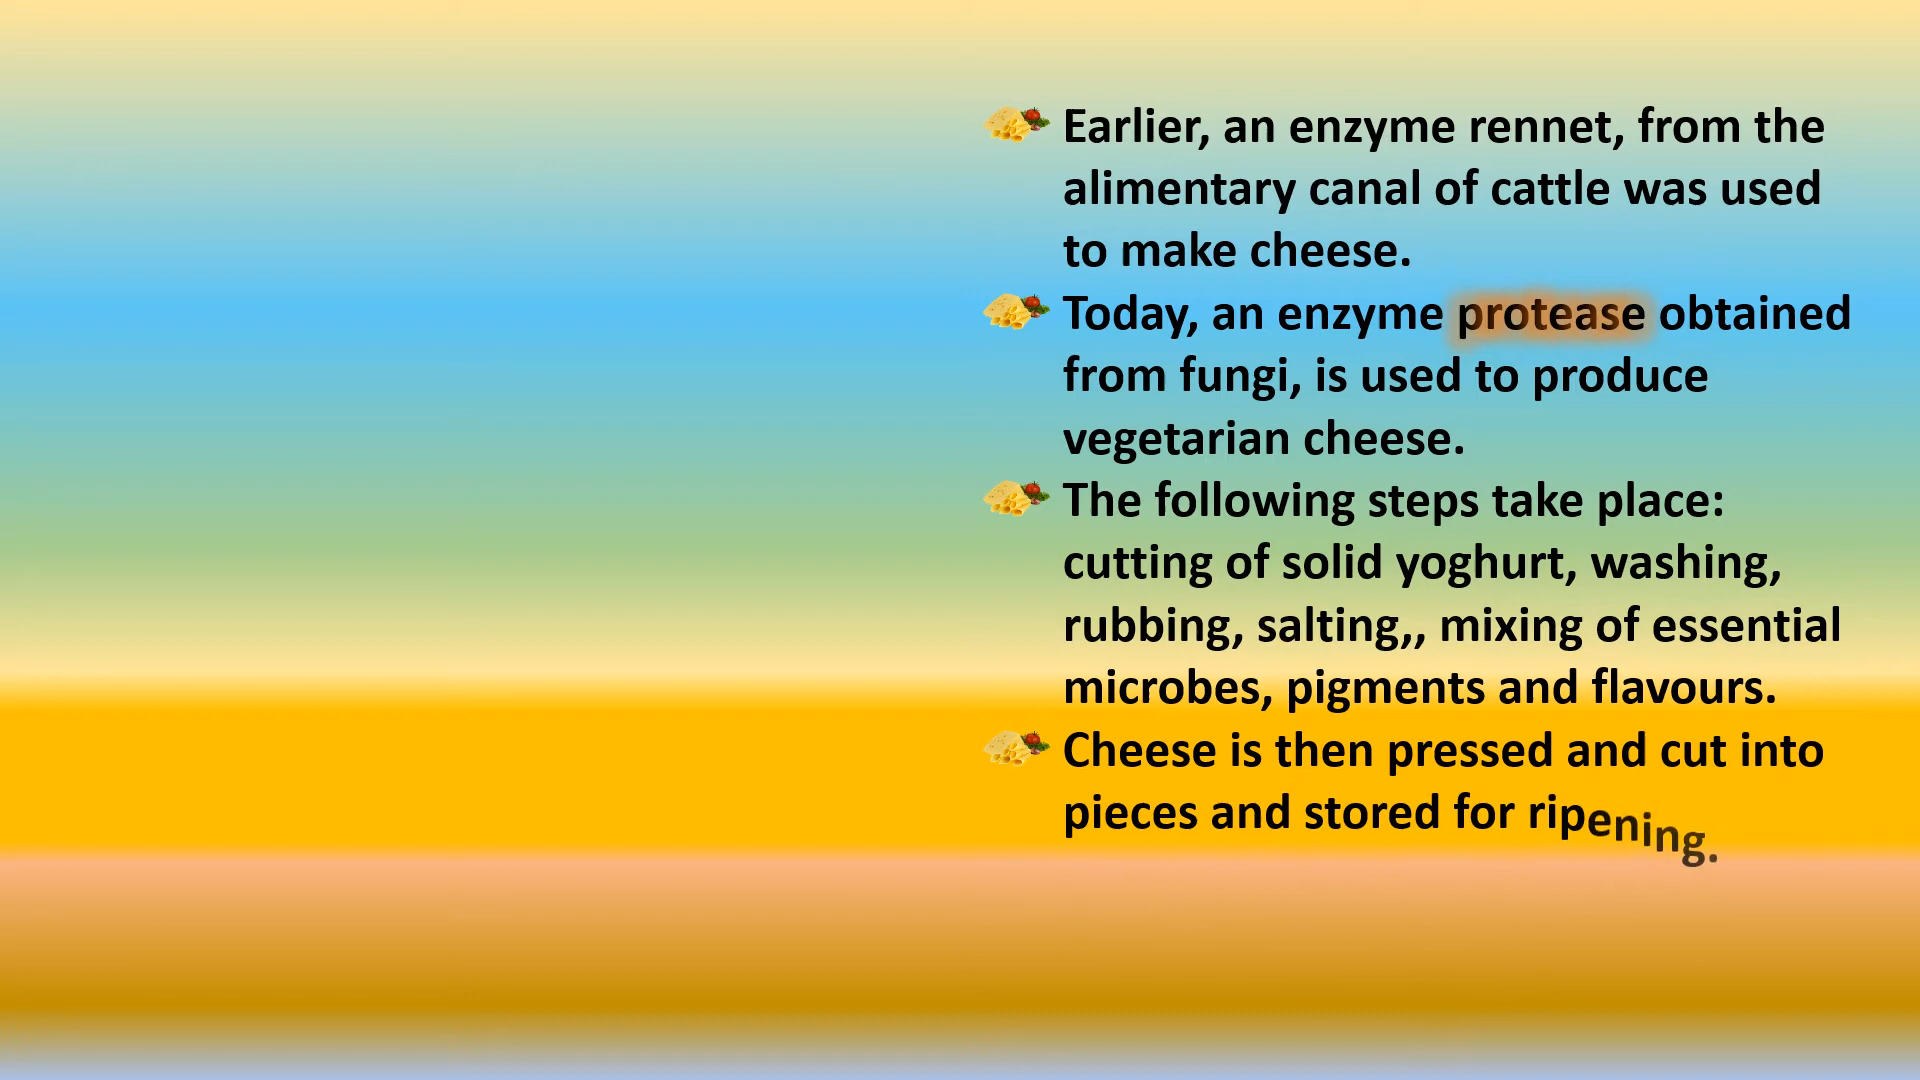 Earlier, an enzyme rennet, from the
alimentary canal of cattle was used
to make cheese.
Today, an enzyme protease obtained
from fungi, is used to produce
vegetarian cheese.
The following steps take place:
cutting of solid yoghurt, washing,
rubbing, salting,, mixing of essential
microbes, pigments and flavours.
Cheese is then pressed and cut into
pieces and stored for ripening.